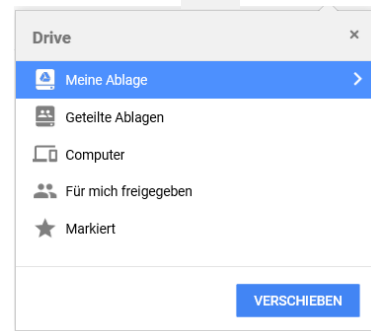 Drive
Meine Ablage
Geteilte Ablagen
Computer
Für mich freigegeben
Markiert
VERSCHIEBEN